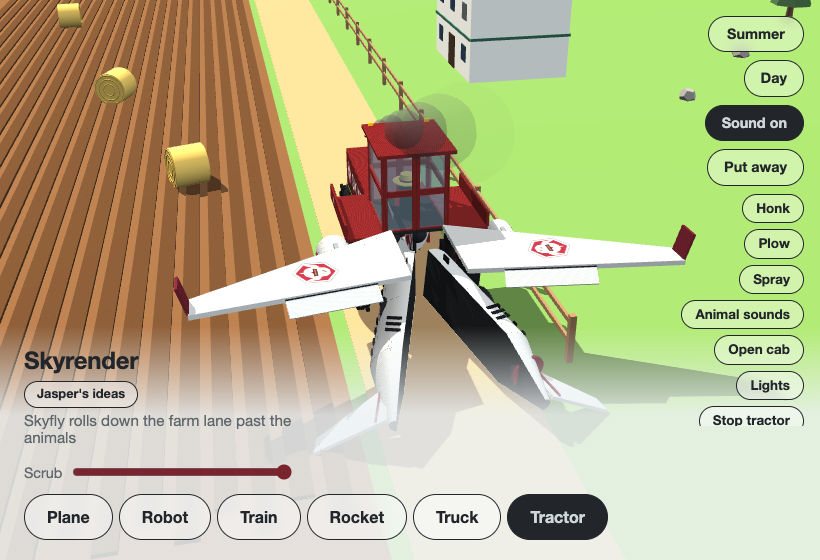 Summer
Day
Sound on
Put away
Honk
Plow
Spray
Animal sounds
Open cab
Lights
Stop tractor
Skyrender
Jasper's ideas
Skyfly rolls down the farm lane past the
animals
Scrub
Plane Robot Train Rocket Truck Tractor